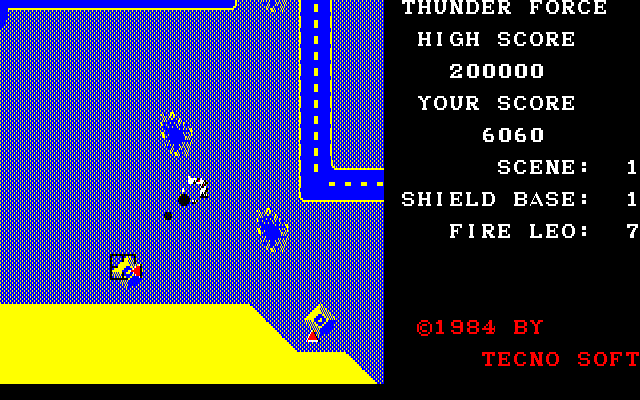 THUNDER FORCE
HIGH SCORE
200000
YOUR SCORE
6060
SCENE: 1
SHIELD BASE: 1
FIRE LEO: 7
©1984 BY
TECNO SOFT